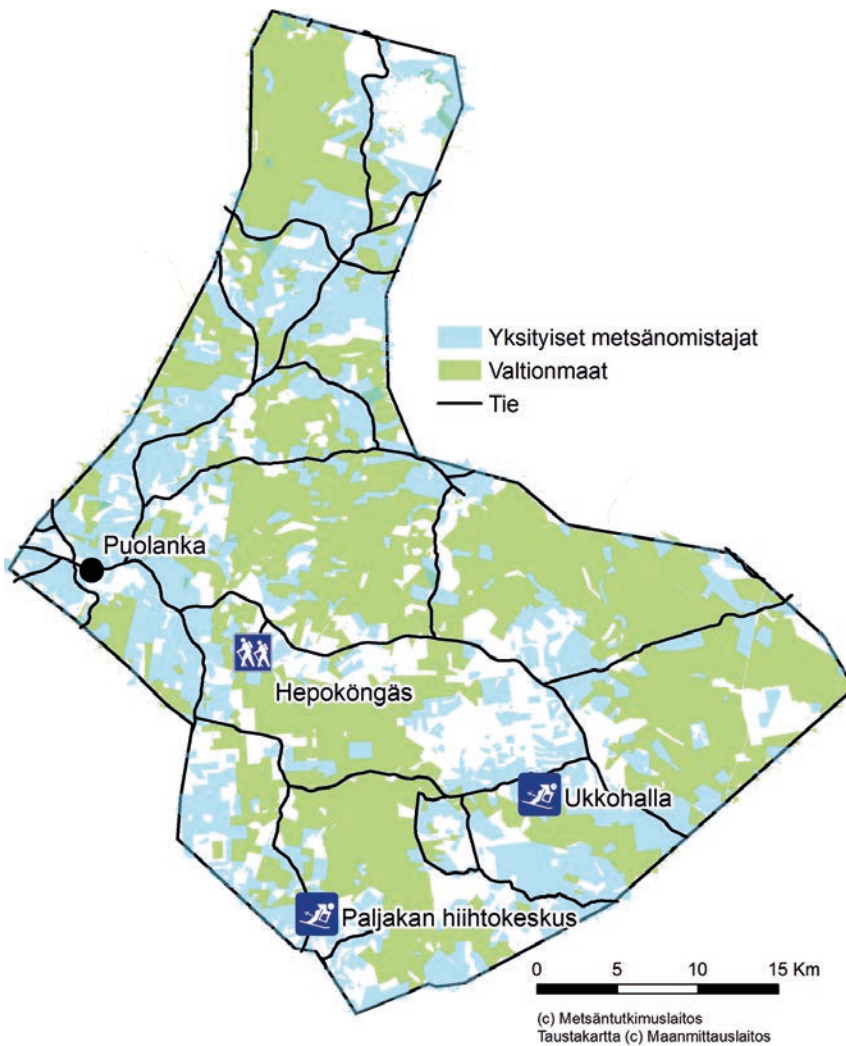 Yksityiset metsänomistajat
Valtionmaat
Tie
Puolanka
Hepoköngäs
Ukkohalla
Paljakan hiihtokeskus
0 5 10 15 Km
(c) Metsäntutkimuslaitos
Taustakartta (c) Maanmittauslaitos